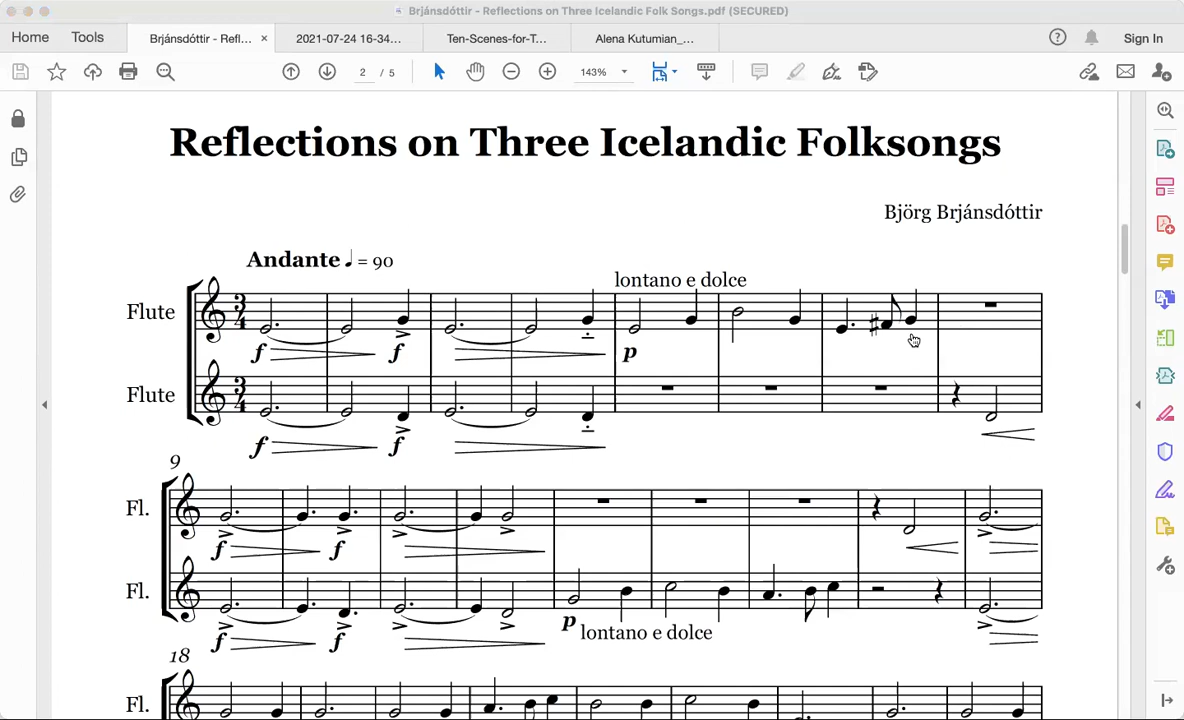 Brjánsdóttir - Reflections on Three Icelandic Folk Songs.pdf (SECURED)
Home Tools Brjánsdóttir - Refl... × 2021-07-24 16-34... Ten-Scenes-for-T... Alena Kutumian_... Sign In
2 / 5 143%
Reflections on Three Icelandic Folksongs
Björg Brjánsdóttir
Andante = 90
lontano e dolce
Flute
f f p
Flute
f f
9
Fl.
f f
Fl.
f f p lontano e dolce
18
Fl.